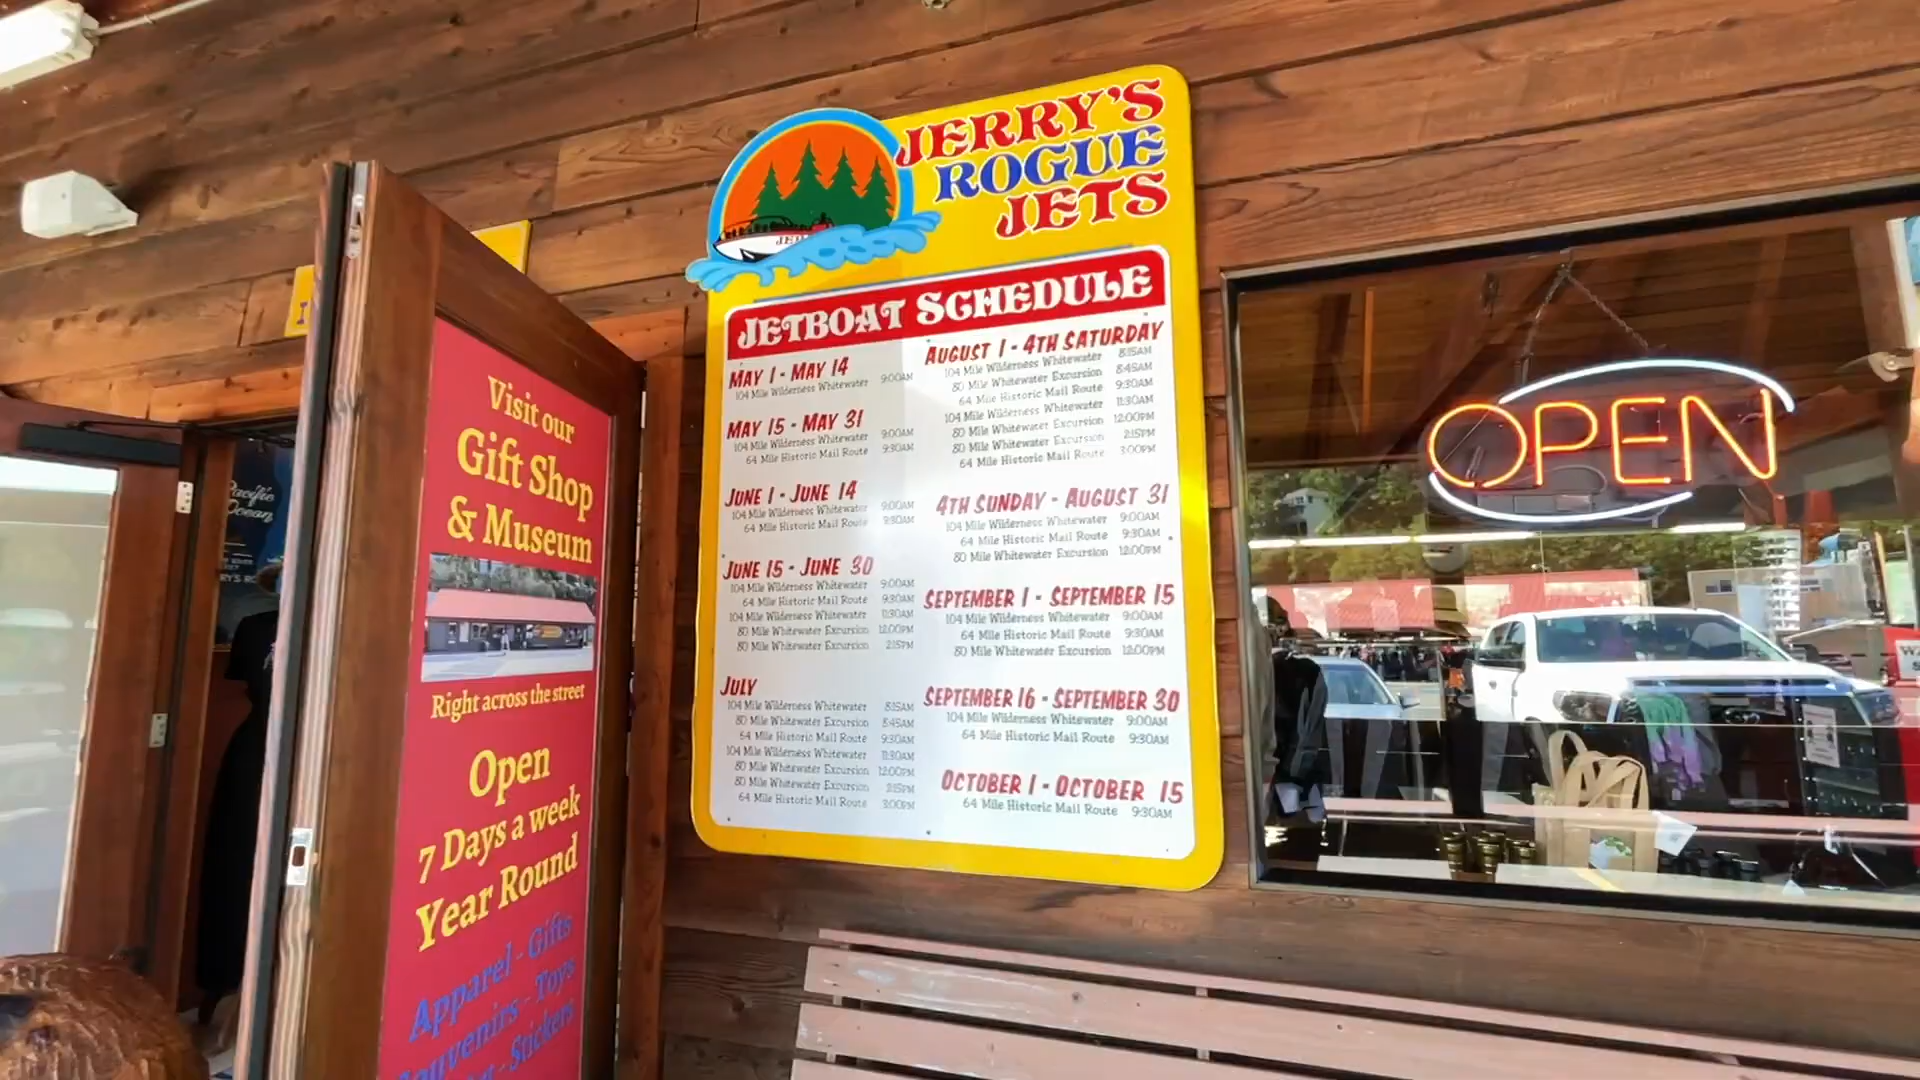 Pacific
Ocean
Visit our
Gift Shop
& Museum
Right across the street
Open
7 Days a week
Year Round
Apparel - Gifts
Souvenirs - Toys
Stickers
JERRY'S
ROGUE
JETS
JETBOAT SCHEDULE
MAY 1 - MAY 14
104 Mile Wilderness Whitewater 9:00AM
MAY 15 - MAY 31
104 Mile Wilderness Whitewater 9:00AM
64 Mile Historic Mail Route 9:30AM
JUNE 1 - JUNE 14
104 Mile Wilderness Whitewater 9:00AM
64 Mile Historic Mail Route 9:30AM
JUNE 15 - JUNE 30
104 Mile Wilderness Whitewater 9:00AM
64 Mile Historic Mail Route 9:30AM
104 Mile Wilderness Whitewater 11:30AM
80 Mile Whitewater Excursion 12:00PM
80 Mile Whitewater Excursion 2:15PM
JULY
104 Mile Wilderness Whitewater 8:15AM
80 Mile Whitewater Excursion 8:45AM
64 Mile Historic Mail Route 9:30AM
104 Mile Wilderness Whitewater 11:30AM
80 Mile Whitewater Excursion 12:00PM
80 Mile Whitewater Excursion 2:15PM
64 Mile Historic Mail Route 3:00PM
AUGUST 1 - 4TH SATURDAY
104 Mile Wilderness Whitewater 8:15AM
80 Mile Whitewater Excursion 8:45AM
64 Mile Historic Mail Route 9:30AM
104 Mile Wilderness Whitewater 11:30AM
80 Mile Whitewater Excursion 12:00PM
80 Mile Whitewater Excursion 2:15PM
64 Mile Historic Mail Route 3:00PM
4TH SUNDAY - AUGUST 31
104 Mile Wilderness Whitewater 9:00AM
64 Mile Historic Mail Route 9:30AM
80 Mile Whitewater Excursion 12:00PM
SEPTEMBER 1 - SEPTEMBER 15
104 Mile Wilderness Whitewater 9:00AM
64 Mile Historic Mail Route 9:30AM
80 Mile Whitewater Excursion 12:00PM
SEPTEMBER 16 - SEPTEMBER 30
104 Mile Wilderness Whitewater 9:00AM
64 Mile Historic Mail Route 9:30AM
OCTOBER 1 - OCTOBER 15
64 Mile Historic Mail Route 9:30AM
OPEN